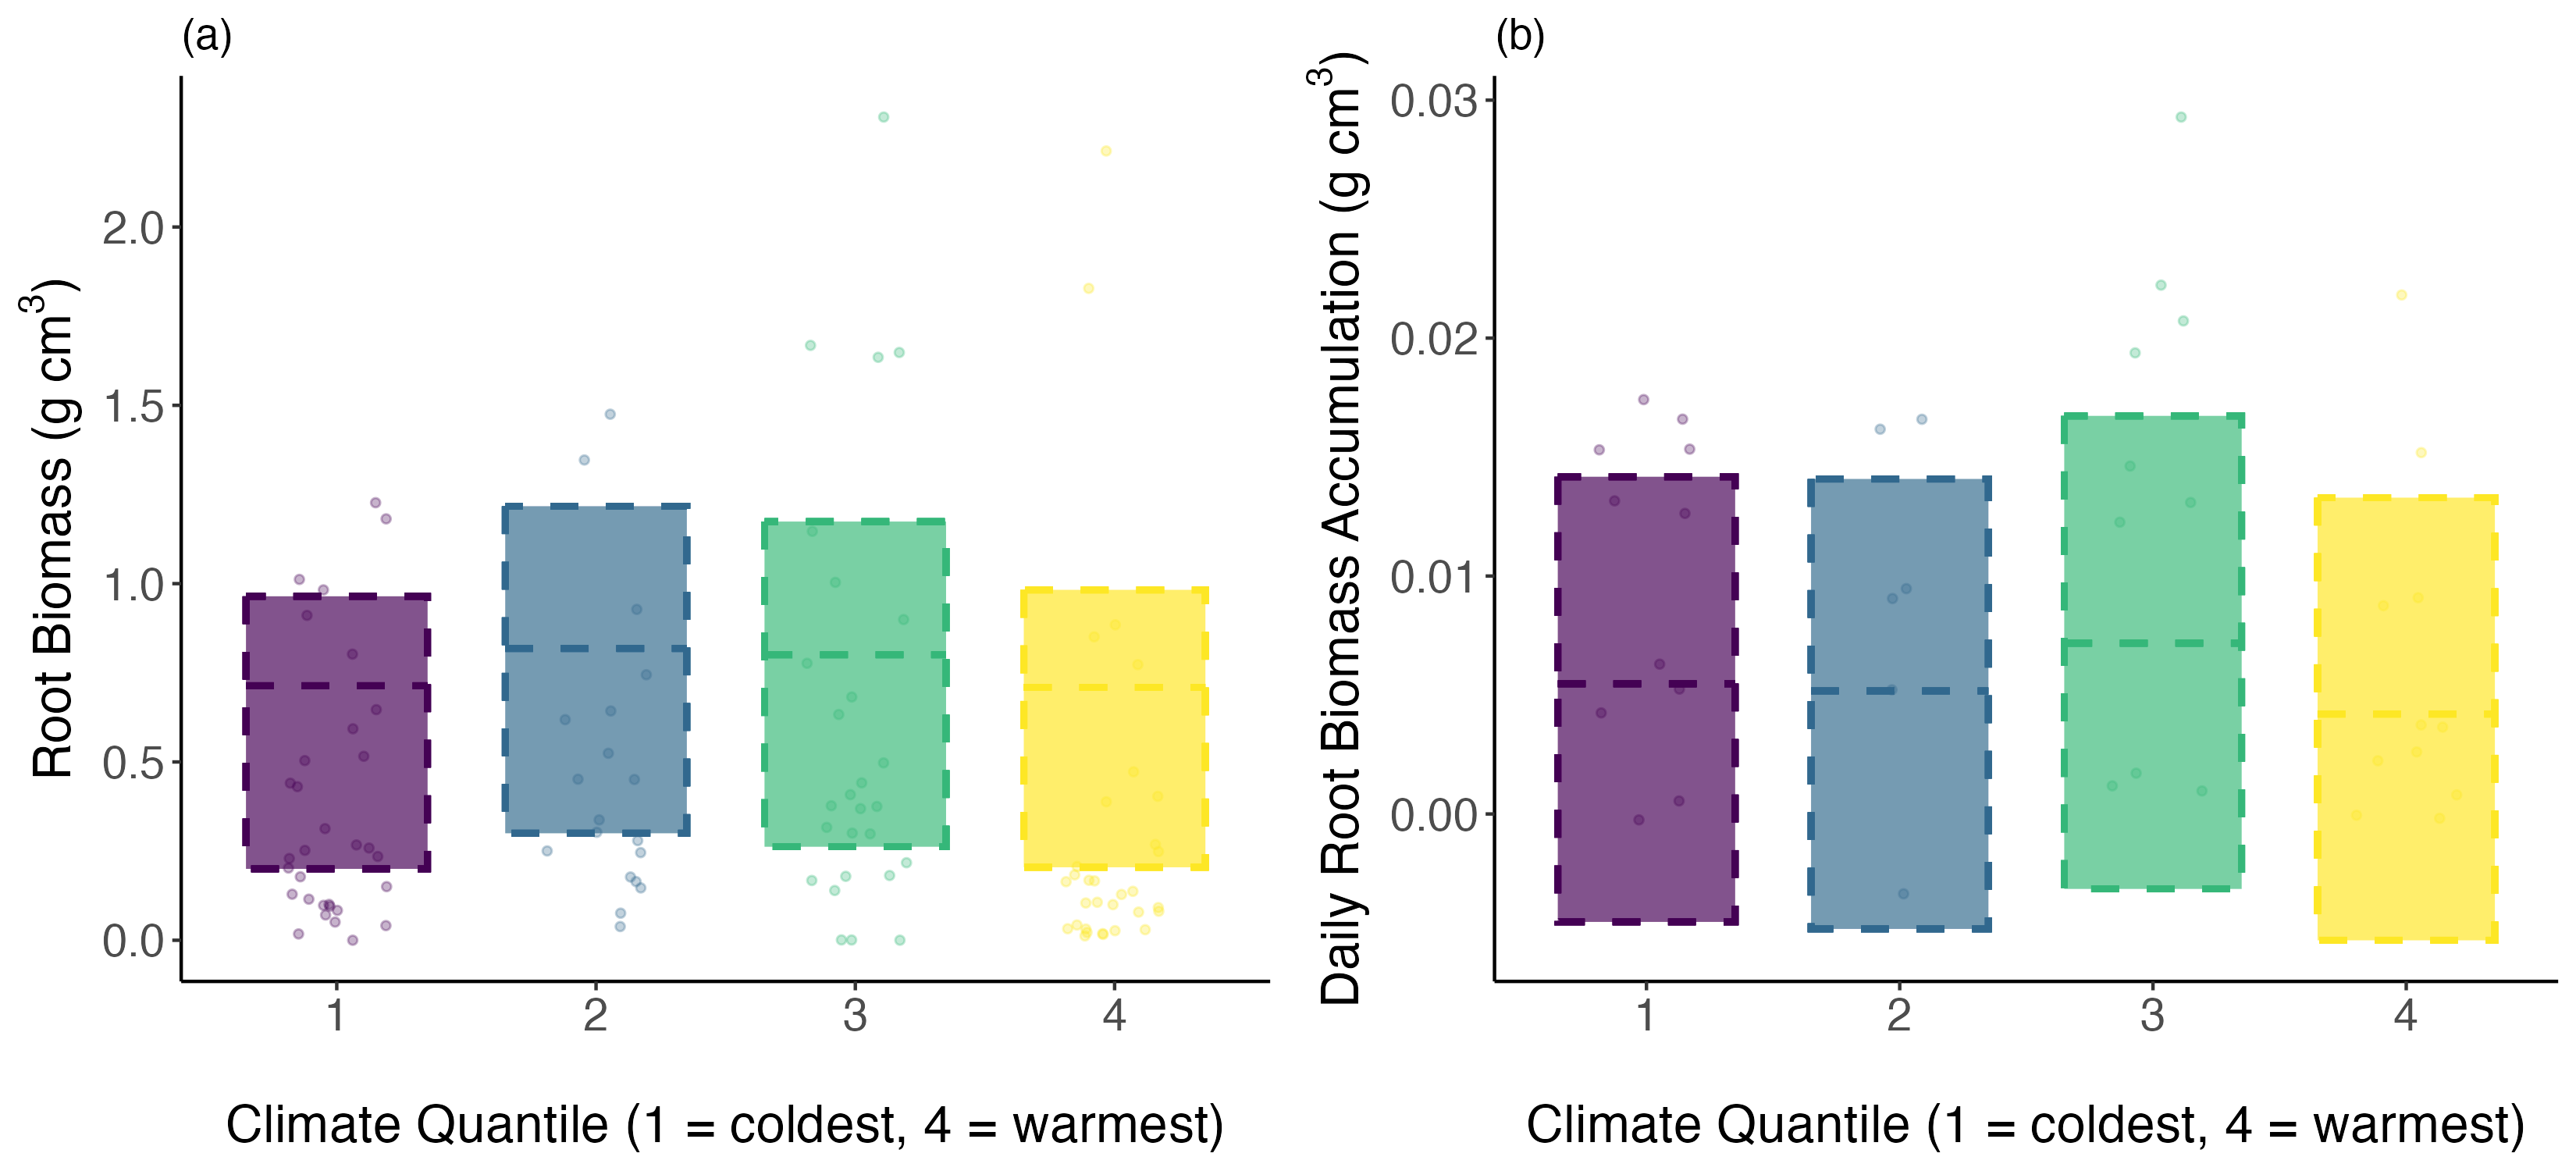 (a)
Root Biomass (g cm³)
2.0
1.5
1.0
0.5
0.0
1 2 3 4
Climate Quantile (1 = coldest, 4 = warmest)
(b)
Daily Root Biomass Accumulation (g cm³)
0.03
0.02
0.01
0.00
1 2 3 4
Climate Quantile (1 = coldest, 4 = warmest)